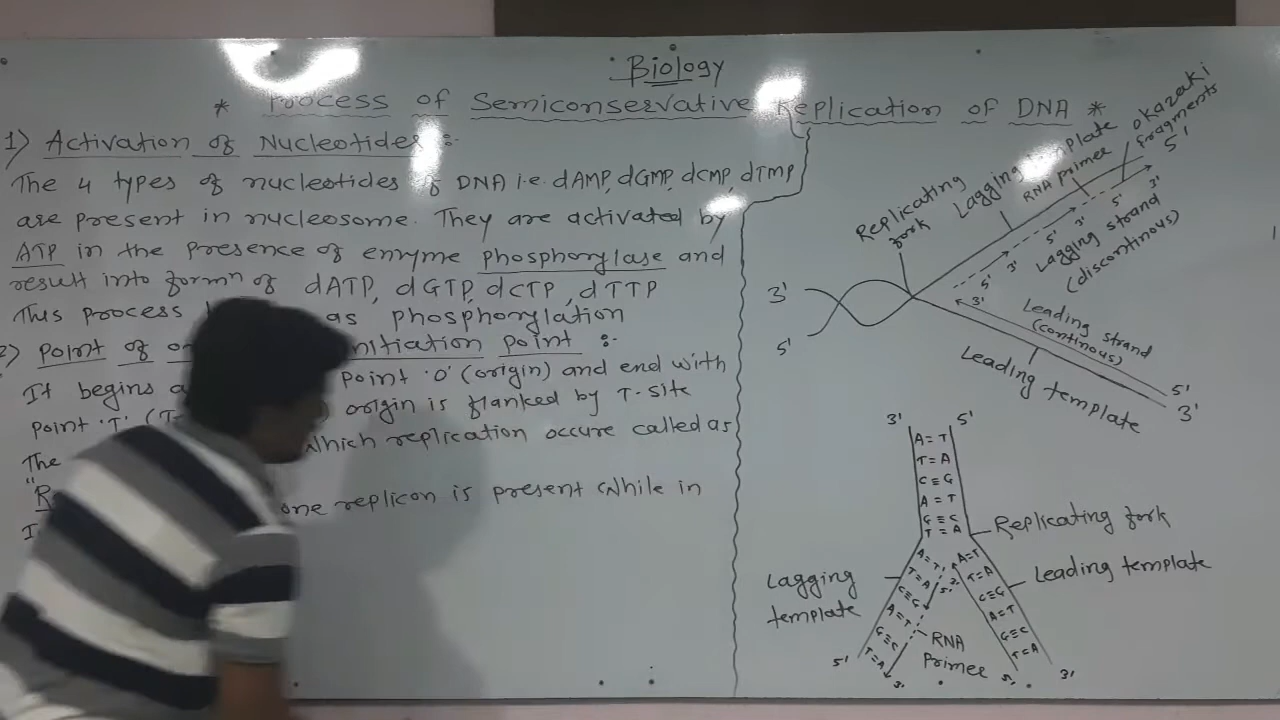 Biology
* Process of Semiconservative Replication of DNA *
1) Activation of Nucleotides :-
The 4 types of nucleotides of DNA i.e. dAMP, dGMP, dCMP, dTMP
are present in nucleosome. They are activated by
ATP in the presence of enzyme phosphorylase and
result into formn of dATP, dGTP, dCTP, dTTP
This process as phosphorylation
2) Point of initiation point :-
It begins point 'O' (origin) and end with
point 'T' origin is flanked by T-site
The which replication occure called as
one replicon is present while in
Replicating fork
Lagging template
RNA primer
okazaki fragments
5'
3'
5'
3'
5'
3'
5'
Lagging strand
(discontinous)
3'
5'
3'
Leading strand
(continous)
Leading template
5'
3'
3' 5'
A=T
T=A
C≡G
A=T
G≡C
T=A
Replicating fork
A=T A=T
T=A T=A
C≡G C≡G
A=T A=T
G≡C G≡C
T=A T=A
5'
Leading template
Lagging
template
RNA
Primer
5' 3' 5' 3'